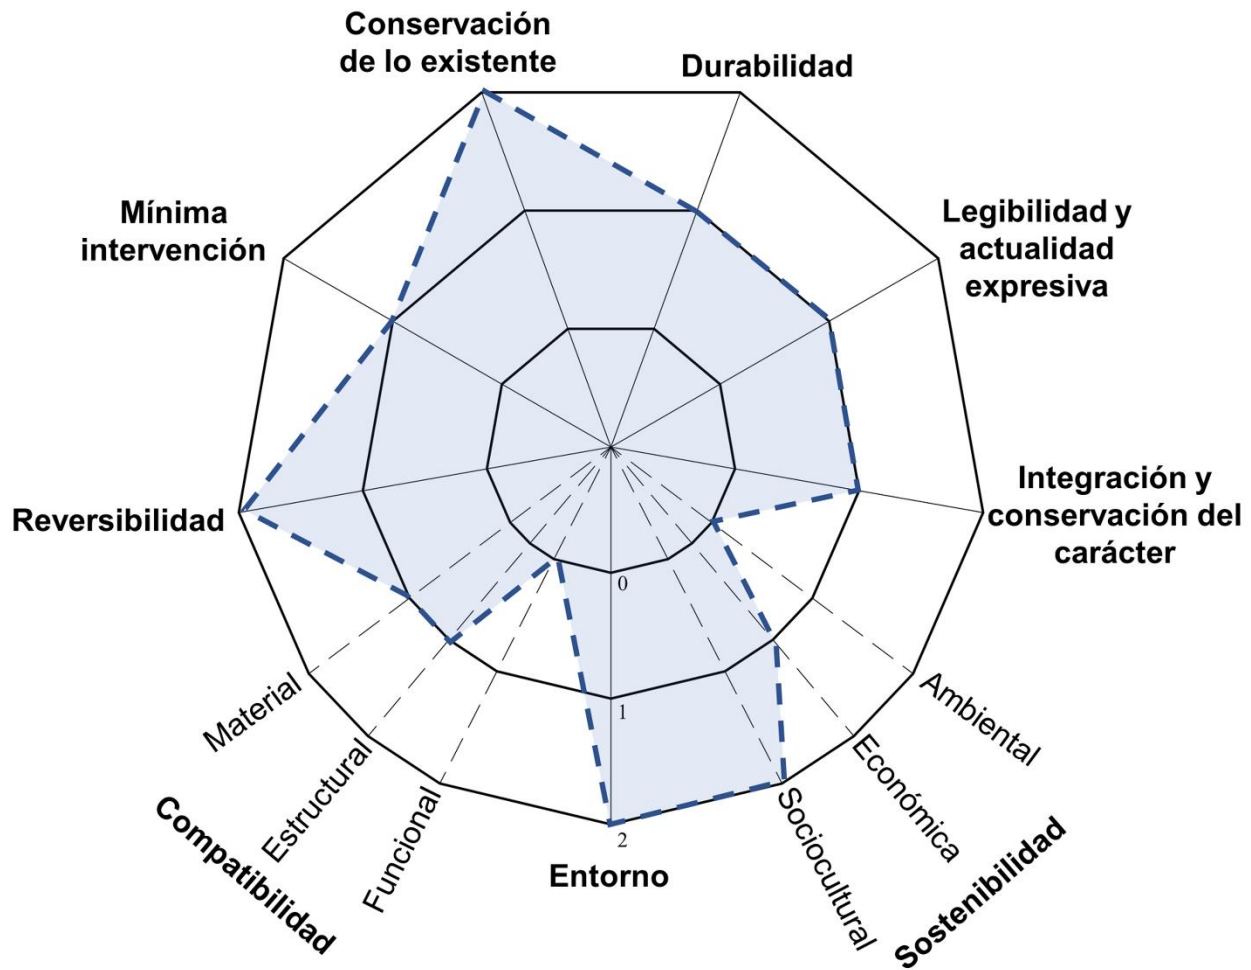 Conservación
de lo existente
Durabilidad
Mínima
intervención
Legibilidad y
actualidad
expresiva
Reversibilidad
Integración y
conservación del
carácter
0
1
2
Material
Estructural
Funcional
Compatibilidad
Entorno
Sociocultural
Económica
Ambiental
Sostenibilidad